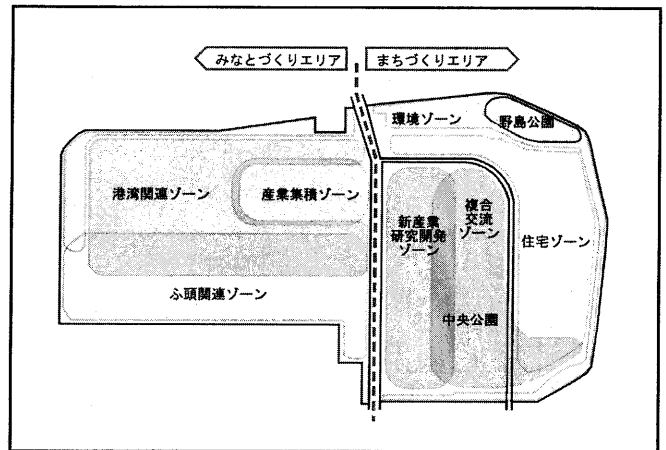 みなとづくりエリア
まちづくりエリア
環境ゾーン
野鳥公園
港湾関連ゾーン
産業集積ゾーン
新産業
研究開発
ゾーン
複合
交流
ゾーン
住宅ゾーン
ふ頭関連ゾーン
中央公園